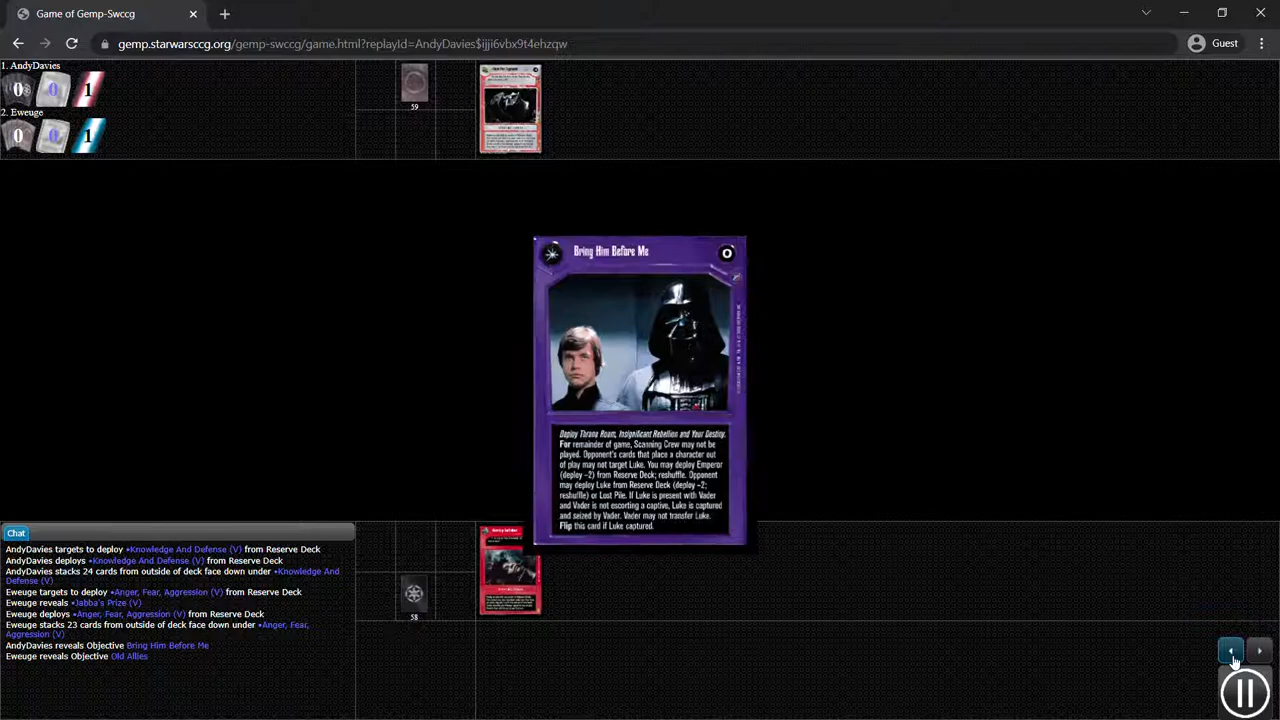 Game of Gemp-Swccg
gemp.starwarsccg.org/gemp-swccg/game.html?replayId=AndyDavies$ijji6vbx9t4ehzqw
Guest
1. AndyDavies
0 0 1
2. Eweuge
0 0 1
59
Bring Him Before Me
Deploy Throne Room, Insignificant Rebellion and Your Destiny.
For remainder of game, Scanning Crew may not be
played. Opponent's cards that place a character out
of play may not target Luke. You may deploy Emperor
(deploy -2) from Reserve Deck; reshuffle. Opponent
may deploy Luke from Reserve Deck (deploy -2;
reshuffle) or Lost Pile. If Luke is present with Vader
and Vader is not escorting a captive, Luke is captured
and seized by Vader. Vader may not transfer Luke.
Flip this card if Luke captured.
Chat
AndyDavies targets to deploy •Knowledge And Defense (V) from Reserve Deck
AndyDavies deploys •Knowledge And Defense (V) from Reserve Deck
AndyDavies stacks 24 cards from outside of deck face down under •Knowledge And
Defense (V)
Eweuge targets to deploy •Anger, Fear, Aggression (V) from Reserve Deck
Eweuge reveals •Jabba's Prize (V)
Eweuge deploys •Anger, Fear, Aggression (V) from Reserve Deck
Eweuge stacks 23 cards from outside of deck face down under •Anger, Fear,
Aggression (V)
AndyDavies reveals Objective Bring Him Before Me
Eweuge reveals Objective Old Allies
58